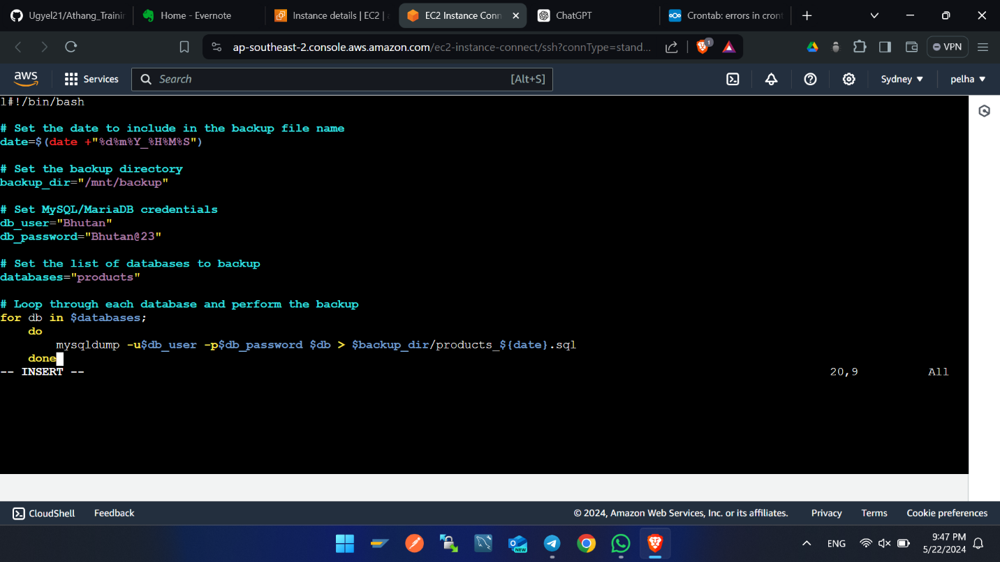 Ugyel21/Athang_Trainin
Home - Evernote
Instance details | EC2 |
EC2 Instance Conn
ChatGPT
Crontab: errors in cront
ap-southeast-2.console.aws.amazon.com/ec2-instance-connect/ssh?connType=stand...
1
VPN
aws
Services
Search
[Alt+S]
Sydney
pelha
l#!/bin/bash
# Set the date to include in the backup file name
date=$(date +"%d%m%Y_%H%M%S")
# Set the backup directory
backup_dir="/mnt/backup"
# Set MySQL/MariaDB credentials
db_user="Bhutan"
db_password="Bhutan@23"
# Set the list of databases to backup
databases="products"
# Loop through each database and perform the backup
for db in $databases;
do
mysqldump -u$db_user -p$db_password $db > $backup_dir/products_${date}.sql
done
-- INSERT --
20,9
All
CloudShell
Feedback
© 2024, Amazon Web Services, Inc. or its affiliates.
Privacy
Terms
Cookie preferences
NEW
ENG
9:47 PM
5/22/2024